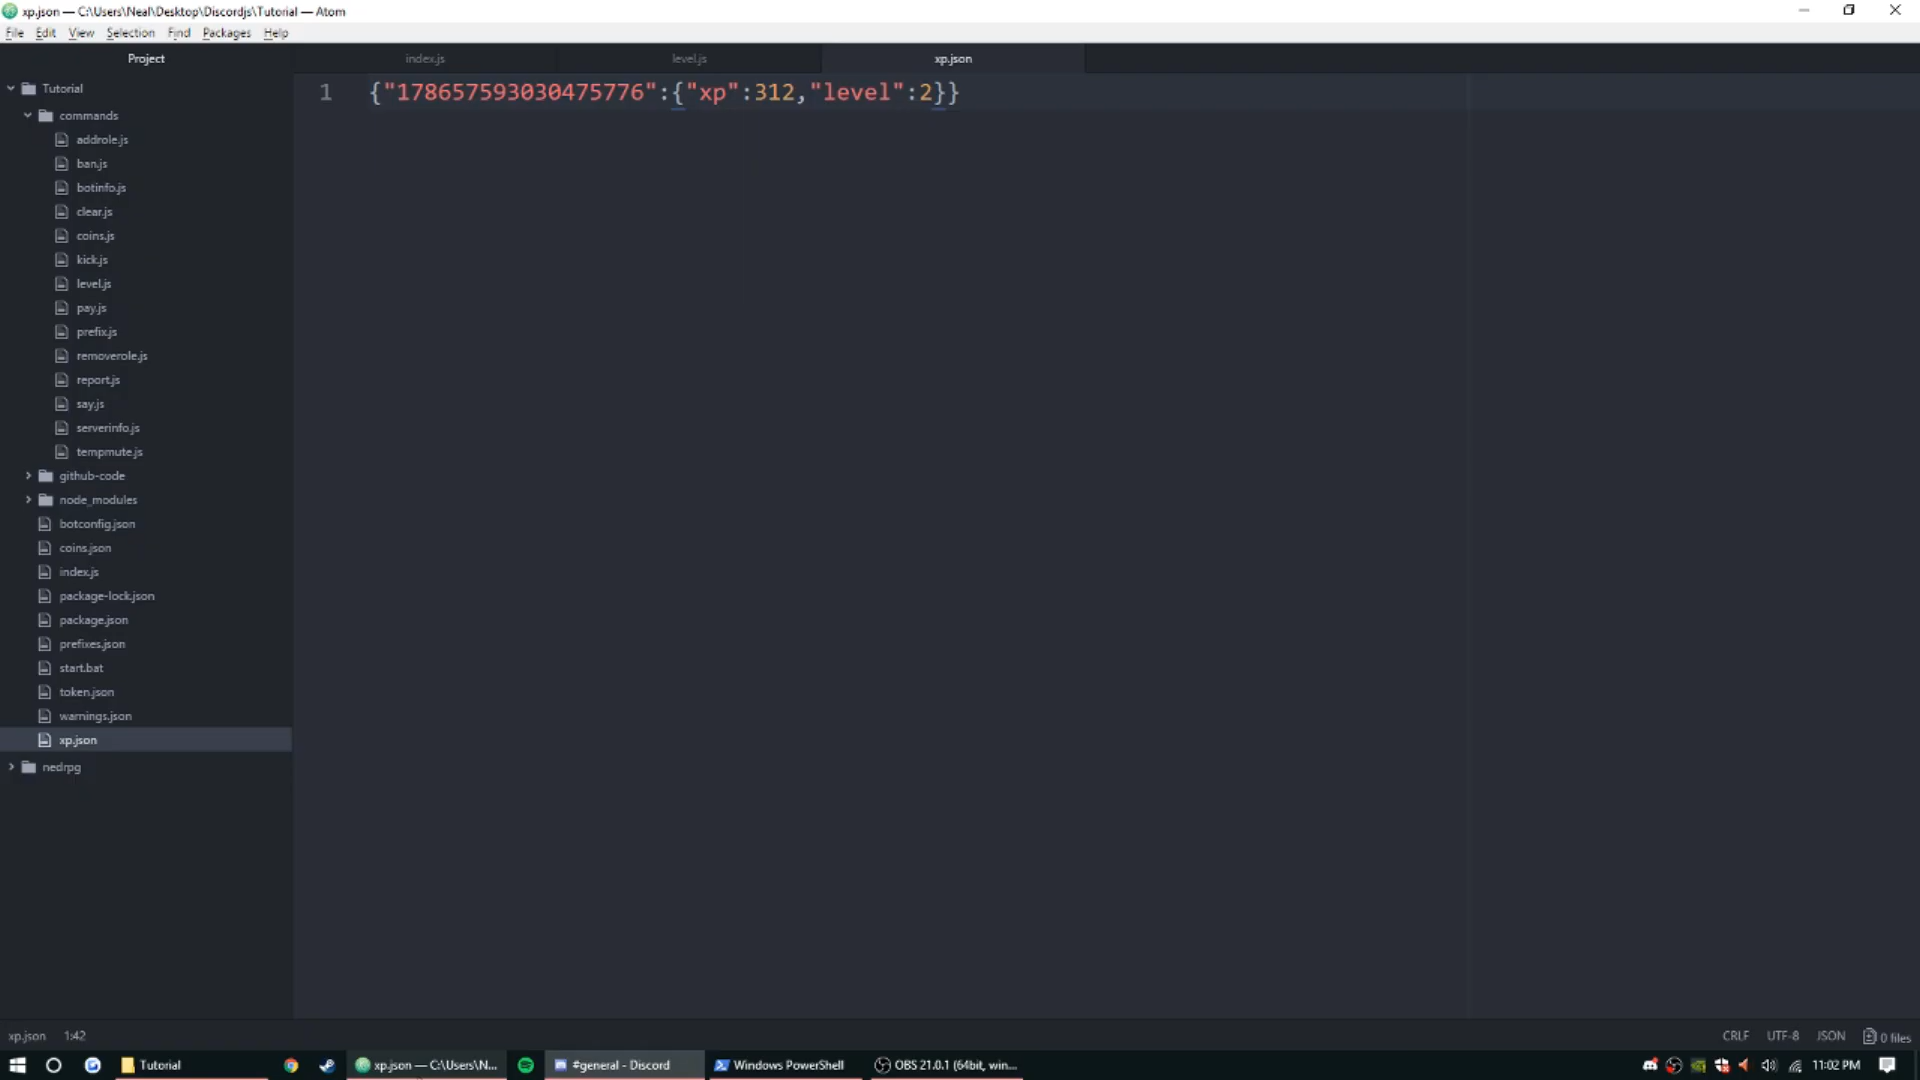 xp.json — C:\Users\Neal\Desktop\Discordjs\Tutorial — Atom
File Edit View Selection Find Packages Help
Project
index.js level.js xp.json
1 {"178657593030475776":{"xp":312,"level":2}}
Tutorial
commands
addrole.js
ban.js
botinfo.js
clear.js
coins.js
kick.js
level.js
pay.js
prefix.js
removerole.js
report.js
say.js
serverinfo.js
tempmute.js
github-code
node_modules
botconfig.json
coins.json
index.js
package-lock.json
package.json
prefixes.json
start.bat
token.json
warnings.json
xp.json
nedrpg
xp.json 1:42 CRLF UTF-8 JSON 0 files
Tutorial xp.json — C:\Users\N... #general - Discord Windows PowerShell OBS 21.0.1 (64bit, win... 11:02 PM